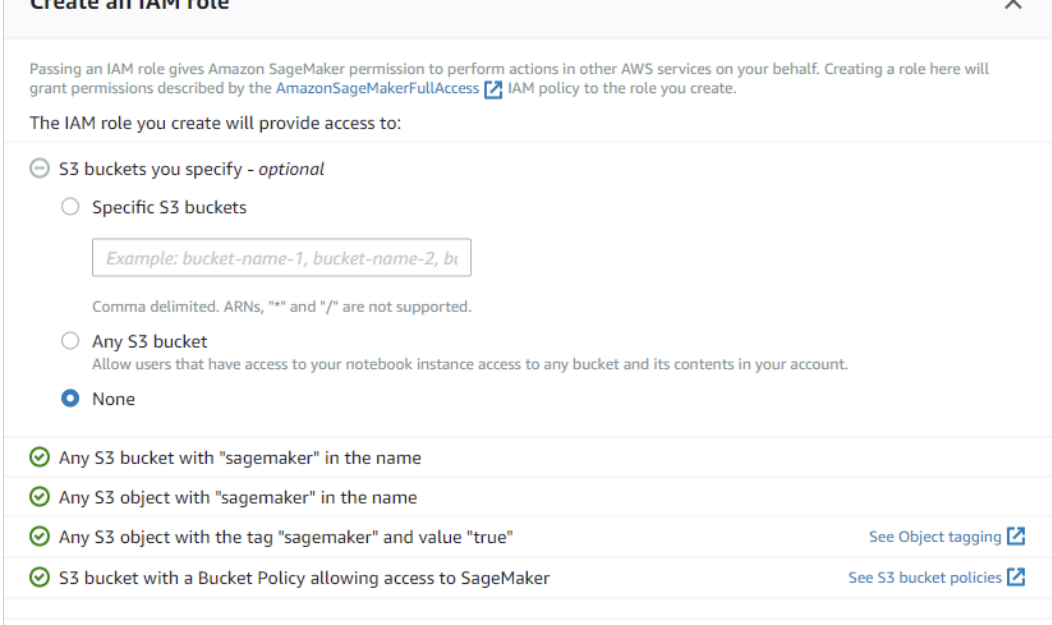 Create an IAM role
Passing an IAM role gives Amazon SageMaker permission to perform actions in other AWS services on your behalf. Creating a role here will
grant permissions described by the AmazonSageMakerFullAccess IAM policy to the role you create.
The IAM role you create will provide access to:
S3 buckets you specify - optional
Specific S3 buckets
Example: bucket-name-1, bucket-name-2, bu
Comma delimited. ARNs, "*" and "/" are not supported.
Any S3 bucket
Allow users that have access to your notebook instance access to any bucket and its contents in your account.
None
Any S3 bucket with "sagemaker" in the name
Any S3 object with "sagemaker" in the name
Any S3 object with the tag "sagemaker" and value "true" See Object tagging
S3 bucket with a Bucket Policy allowing access to SageMaker See S3 bucket policies